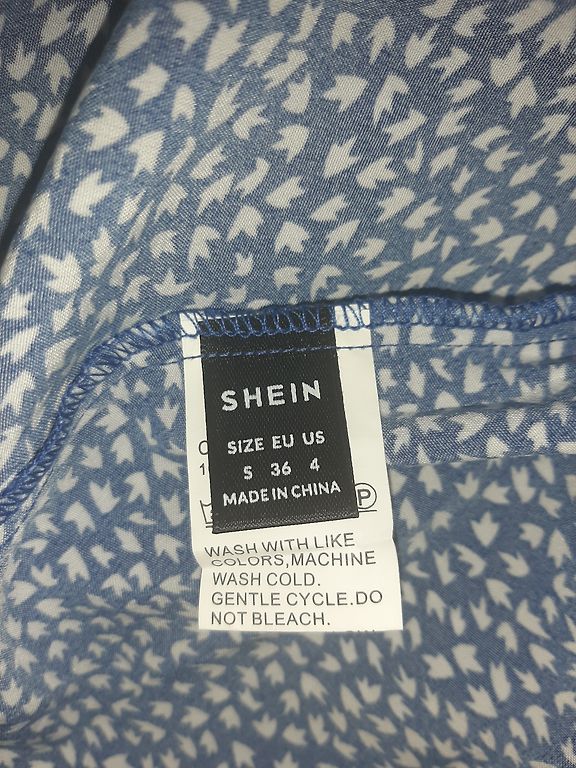 SHEIN
SIZE EU US
S 36 4
MADE IN CHINA
P
WASH WITH LIKE
COLORS,MACHINE
WASH COLD.
GENTLE CYCLE.DO
NOT BLEACH.